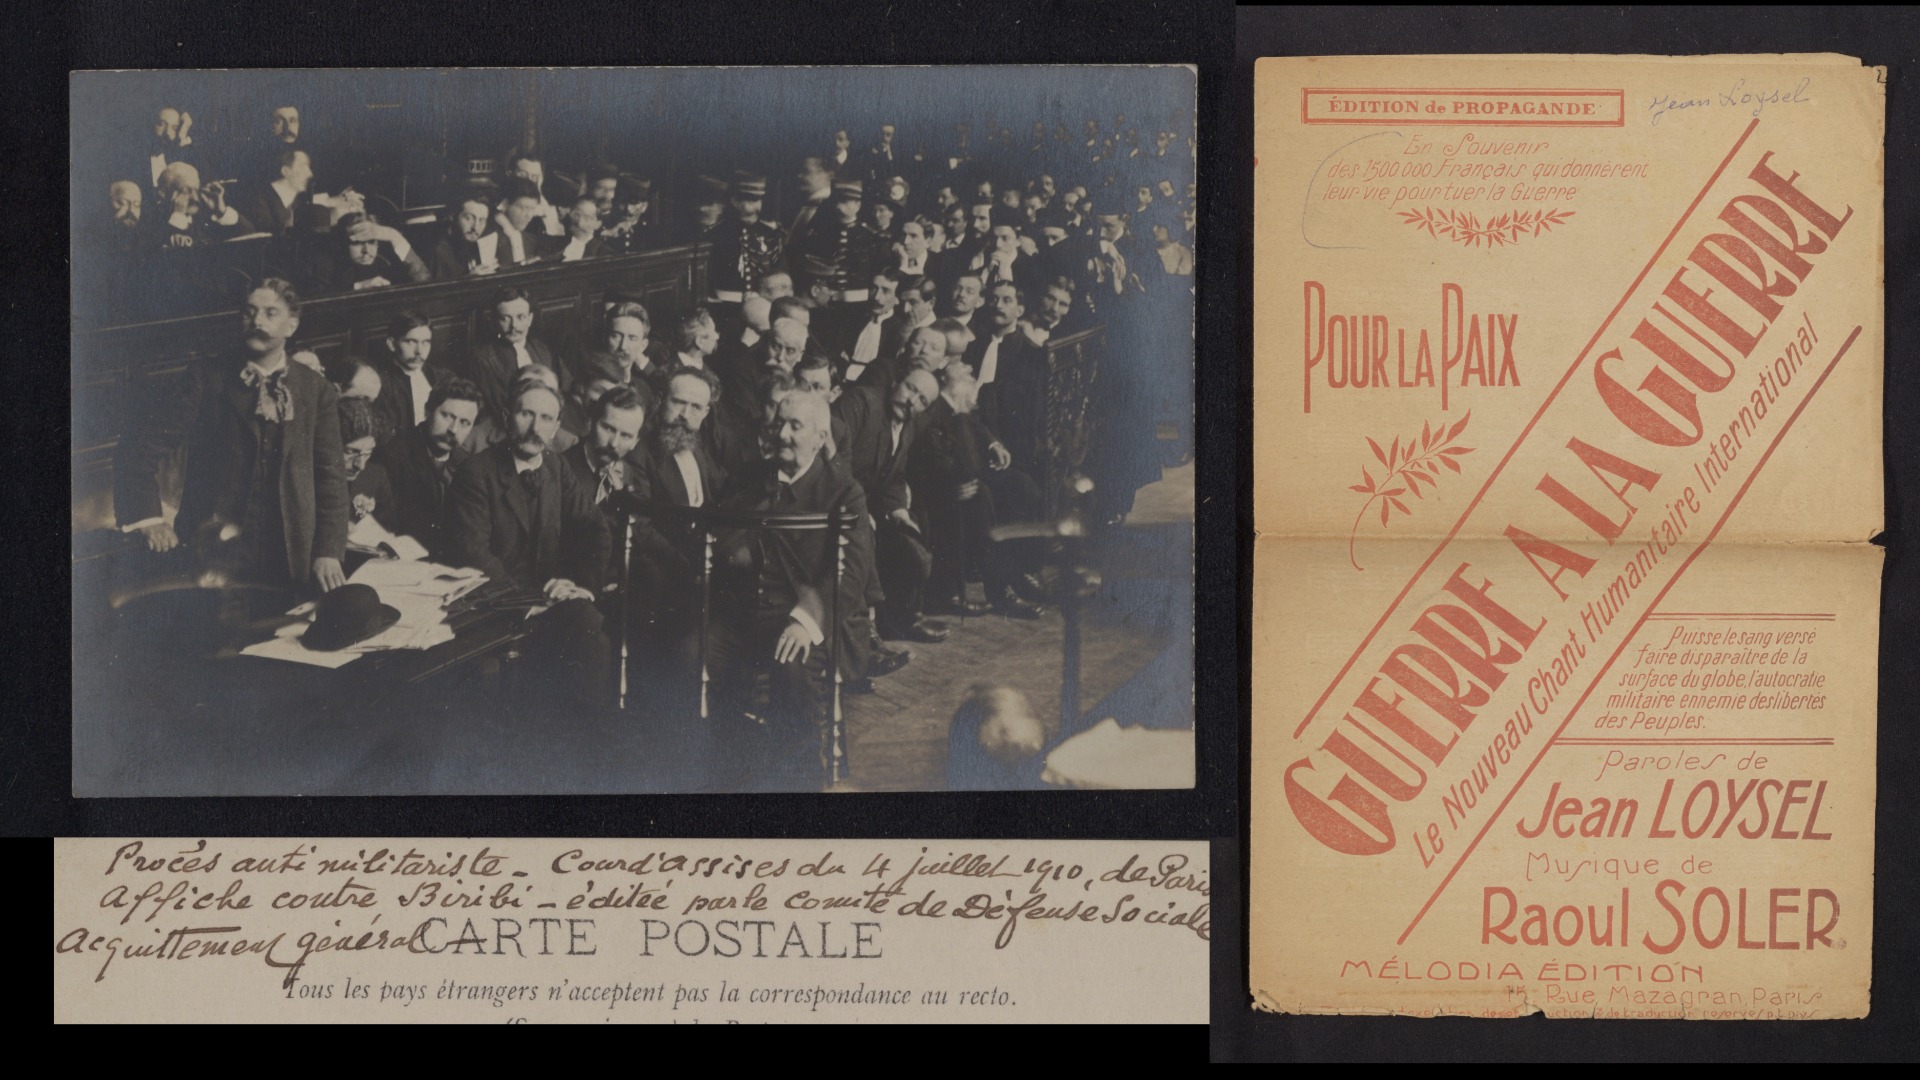 Procès antimilitariste - Cour d'assises du 4 juillet 1910, de Paris
Affiche contre Biribi - éditée par le Comité de Défense Sociale
Acquittement général
CARTE POSTALE
Tous les pays étrangers n'acceptent pas la correspondance au recto.
ÉDITION de PROPAGANDE
Jean Loysel
En Souvenir
des 1500.000 Français qui donnèrent
leur vie pour tuer la Guerre
POUR LA PAIX
GUERRE A LA GUERRE
Le Nouveau Chant Humanitaire International
Puisse le sang versé
faire disparaître de la
surface du globe, l'autocratie
militaire ennemie des libertés
des Peuples.
Paroles de
Jean LOYSEL
Musique de
Raoul SOLER
MÉLODIA ÉDITION
15 Rue Mazagran, Paris